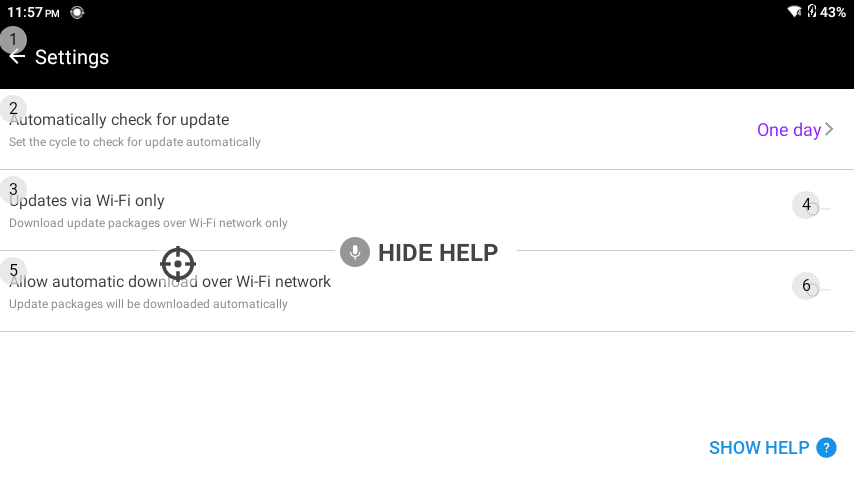 11:57 PM
43%
1
Settings
2
Automatically check for update
Set the cycle to check for update automatically
One day
3
Updates via Wi-Fi only
Download update packages over Wi-Fi network only
4
HIDE HELP
5
Allow automatic download over Wi-Fi network
Update packages will be downloaded automatically
6
SHOW HELP ?